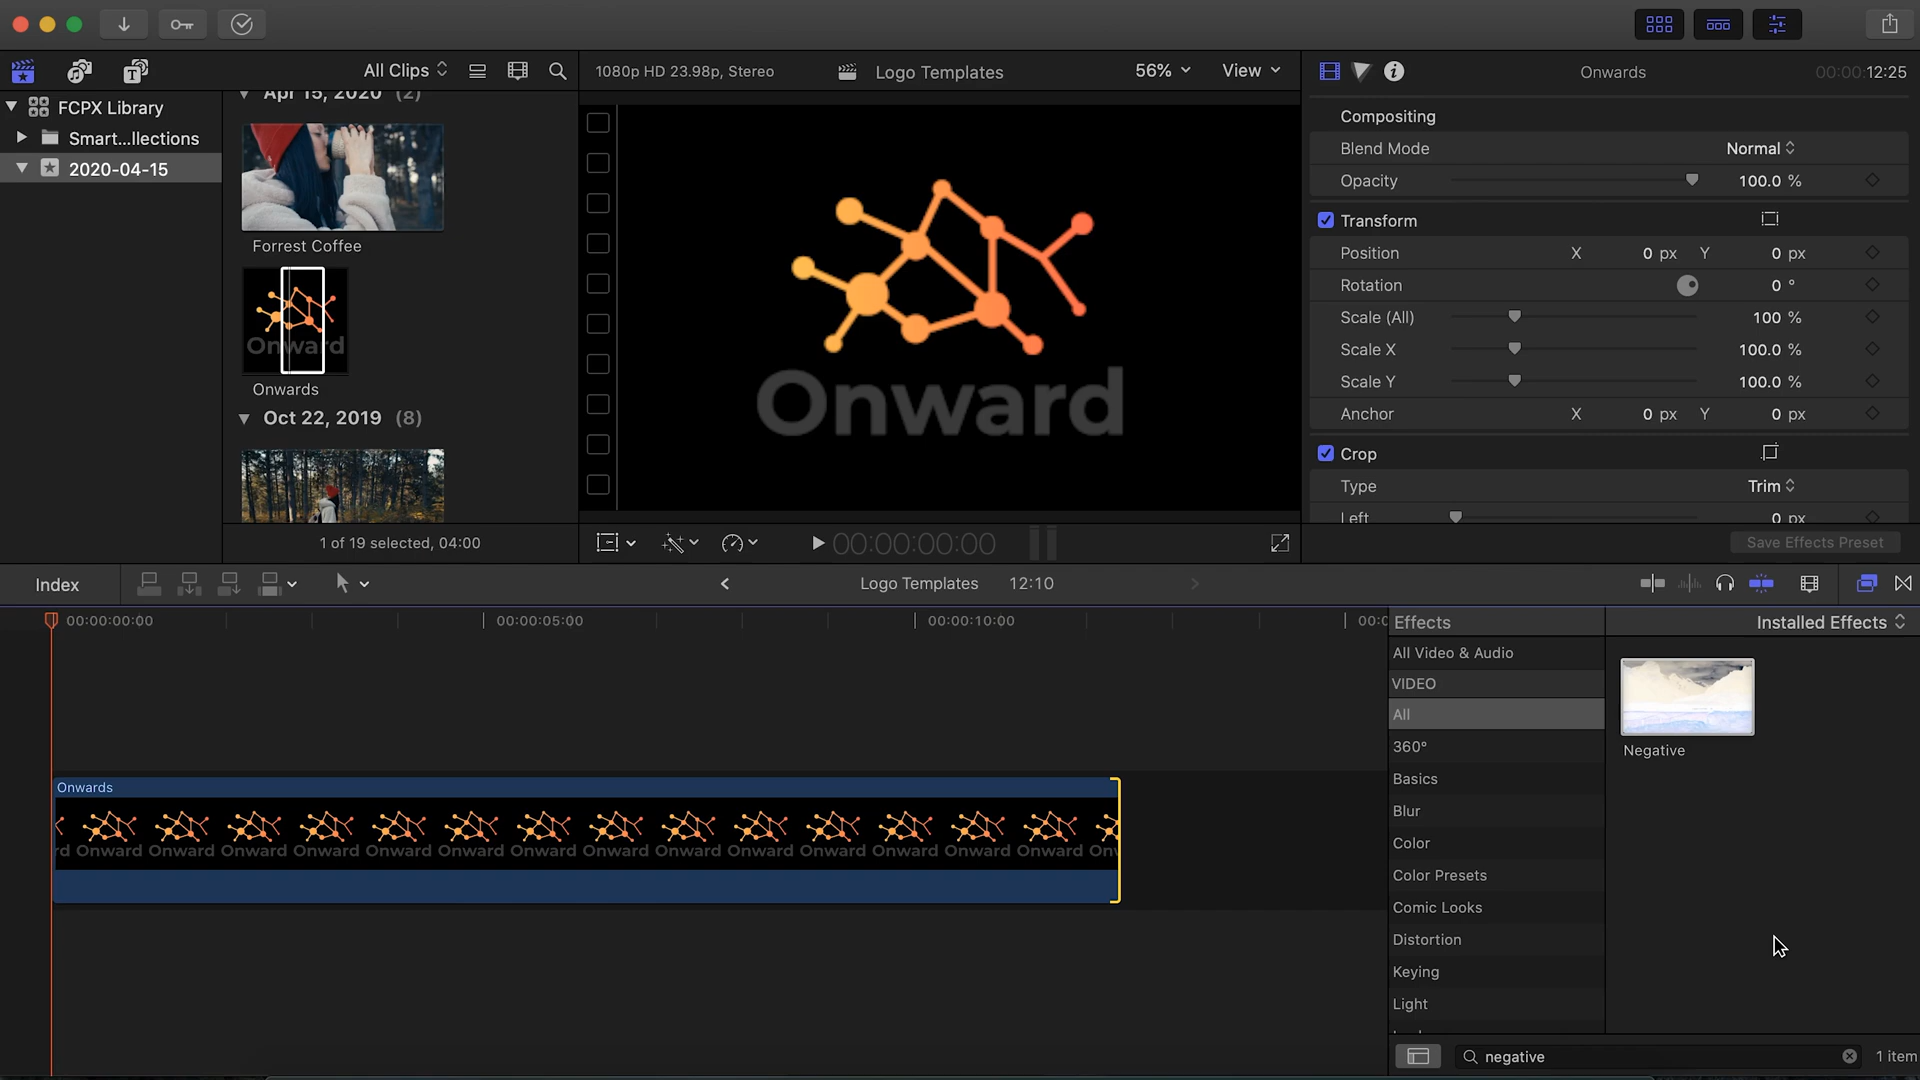 All Clips
1080p HD 23.98p, Stereo
Logo Templates
56%
View
Onwards
00:00:12:25
FCPX Library
Smart...llections
2020-04-15
Apr 15, 2020 (2)
Forrest Coffee
Onward
Onwards
Oct 22, 2019 (8)
1 of 19 selected, 04:00
Onward
00:00:00:00
Compositing
Blend Mode
Normal
Opacity
100.0 %
Transform
Position X 0 px Y 0 px
Rotation 0 °
Scale (All) 100 %
Scale X 100.0 %
Scale Y 100.0 %
Anchor X 0 px Y 0 px
Crop
Type Trim
Left 0 px
Save Effects Preset
Index
Logo Templates 12:10
00:00:00:00
00:00:05:00
00:00:10:00
00:0
Onwards
rd Onward Onward Onward Onward Onward Onward Onward Onward Onward Onward Onward Onward Onward Onward On
Effects
Installed Effects
All Video & Audio
VIDEO
All
360°
Basics
Blur
Color
Color Presets
Comic Looks
Distortion
Keying
Light
Negative
negative
1 item